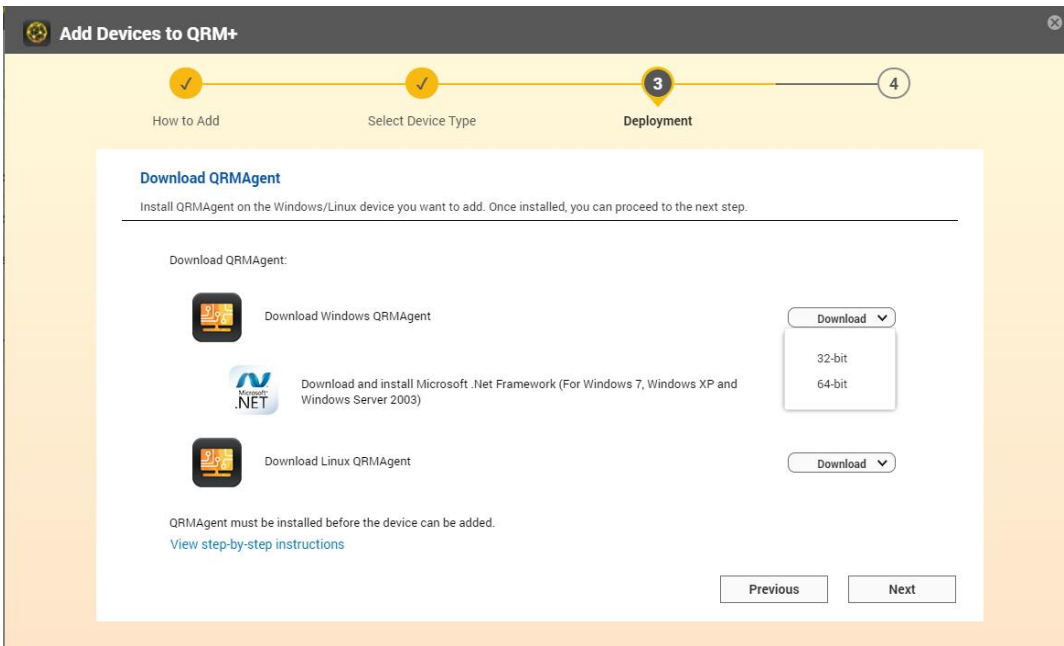 Add Devices to QRM+
3
4
How to Add
Select Device Type
Deployment
Download QRMAgent
Install QRMAgent on the Windows/Linux device you want to add. Once installed, you can proceed to the next step.
Download QRMAgent:
Download Windows QRMAgent
Download
32-bit
64-bit
Microsoft
.NET
Download and install Microsoft .Net Framework (For Windows 7, Windows XP and
Windows Server 2003)
Download Linux QRMAgent
Download
QRMAgent must be installed before the device can be added.
View step-by-step instructions
Previous
Next